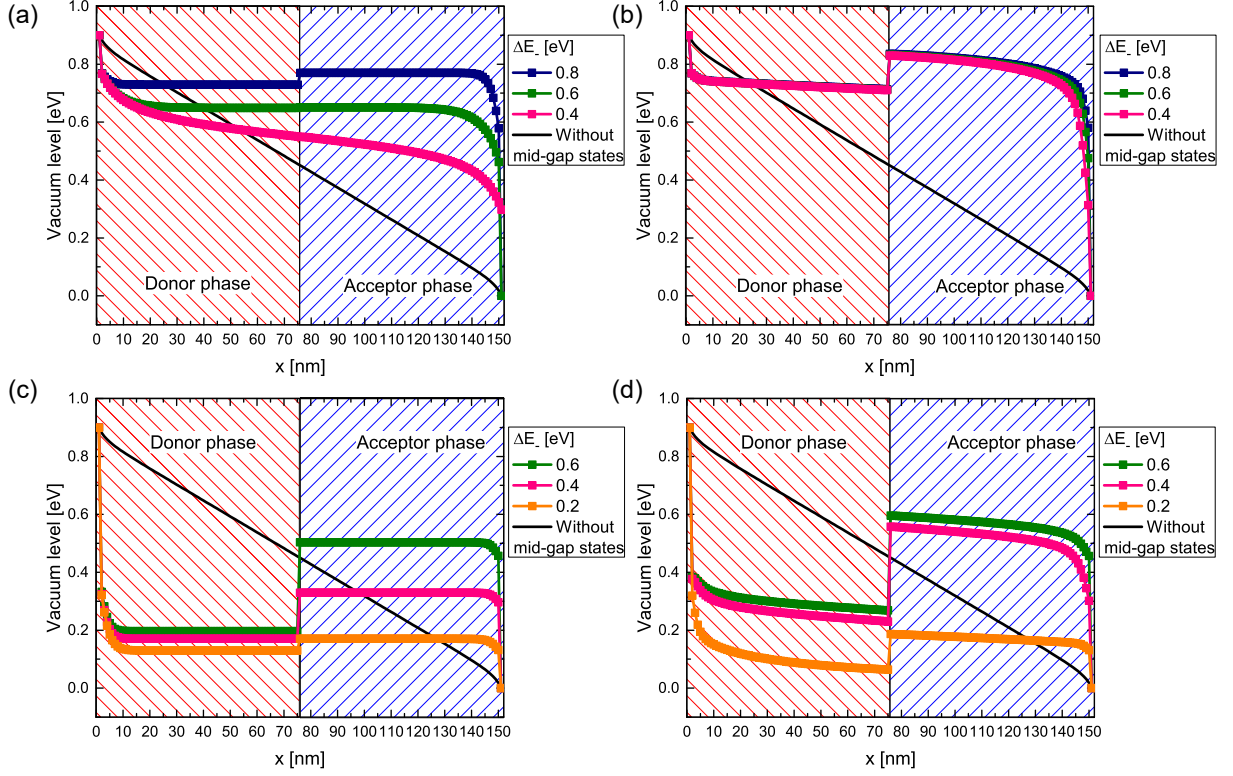 (a)
Vacuum level [eV]
1.0
0.8
0.6
0.4
0.2
0.0
Donor phase
Acceptor phase
0 10 20 30 40 50 60 70 80 90 100 110 120 130 140 150
x [nm]
ΔE- [eV]
0.8
0.6
0.4
Without
mid-gap states
(b)
Vacuum level [eV]
1.0
0.8
0.6
0.4
0.2
0.0
Donor phase
Acceptor phase
0 10 20 30 40 50 60 70 80 90 100 110 120 130 140 150
x [nm]
ΔE- [eV]
0.8
0.6
0.4
Without
mid-gap states
(c)
Vacuum level [eV]
1.0
0.8
0.6
0.4
0.2
0.0
Donor phase
Acceptor phase
0 10 20 30 40 50 60 70 80 90 100 110 120 130 140 150
x [nm]
ΔE- [eV]
0.6
0.4
0.2
Without
mid-gap states
(d)
Vacuum level [eV]
1.0
0.8
0.6
0.4
0.2
0.0
Donor phase
Acceptor phase
0 10 20 30 40 50 60 70 80 90 100 110 120 130 140 150
x [nm]
ΔE- [eV]
0.6
0.4
0.2
Without
mid-gap states